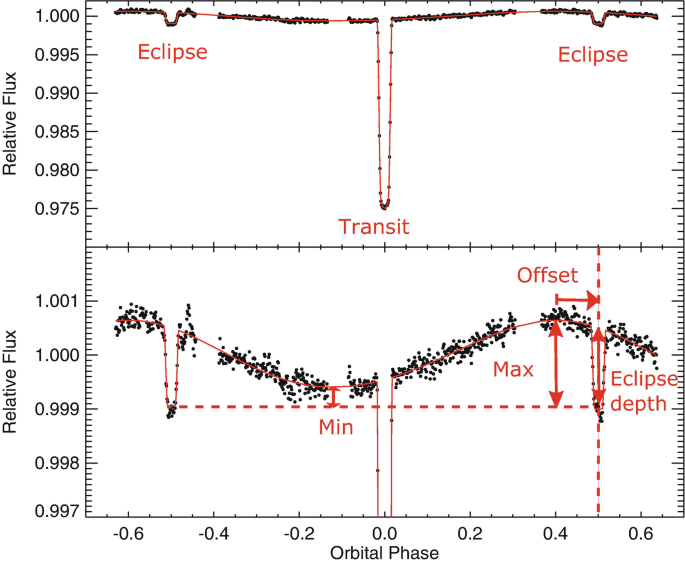 1.000
0.995
0.990
0.985
0.980
0.975
Relative Flux
Eclipse
Eclipse
Transit
1.001
1.000
0.999
0.998
0.997
Relative Flux
Offset
Max
Eclipse
depth
Min
-0.6 -0.4 -0.2 0.0 0.2 0.4 0.6
Orbital Phase